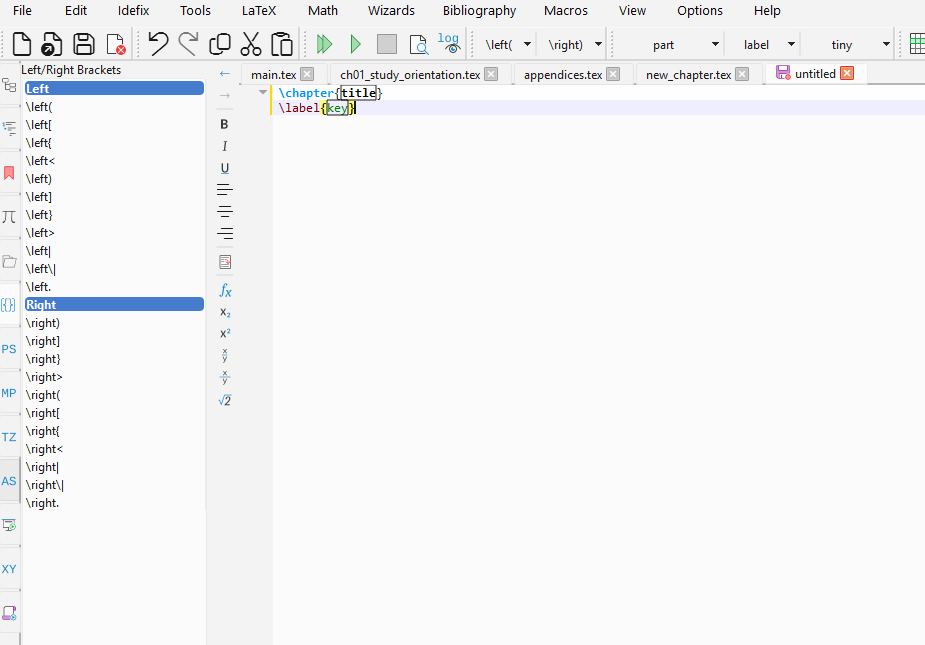 File Edit Idefix Tools LaTeX Math Wizards Bibliography Macros View Options Help
log \left( \right) part label tiny
Left/Right Brackets
main.tex ch01_study_orientation.tex appendices.tex new_chapter.tex untitled
Left
\left(
\left[
\left{
\left<
\left)
\left]
\left}
\left>
\left|
\left\|
\left.
Right
\right)
\right]
\right}
\right>
\right(
\right[
\right{
\right<
\right|
\right\|
\right.
π
{}
PS
MP
TZ
AS
XY
B
I
U
fx
x₂
x²
x/y
x/y
√2
\chapter{title}
\label{key}